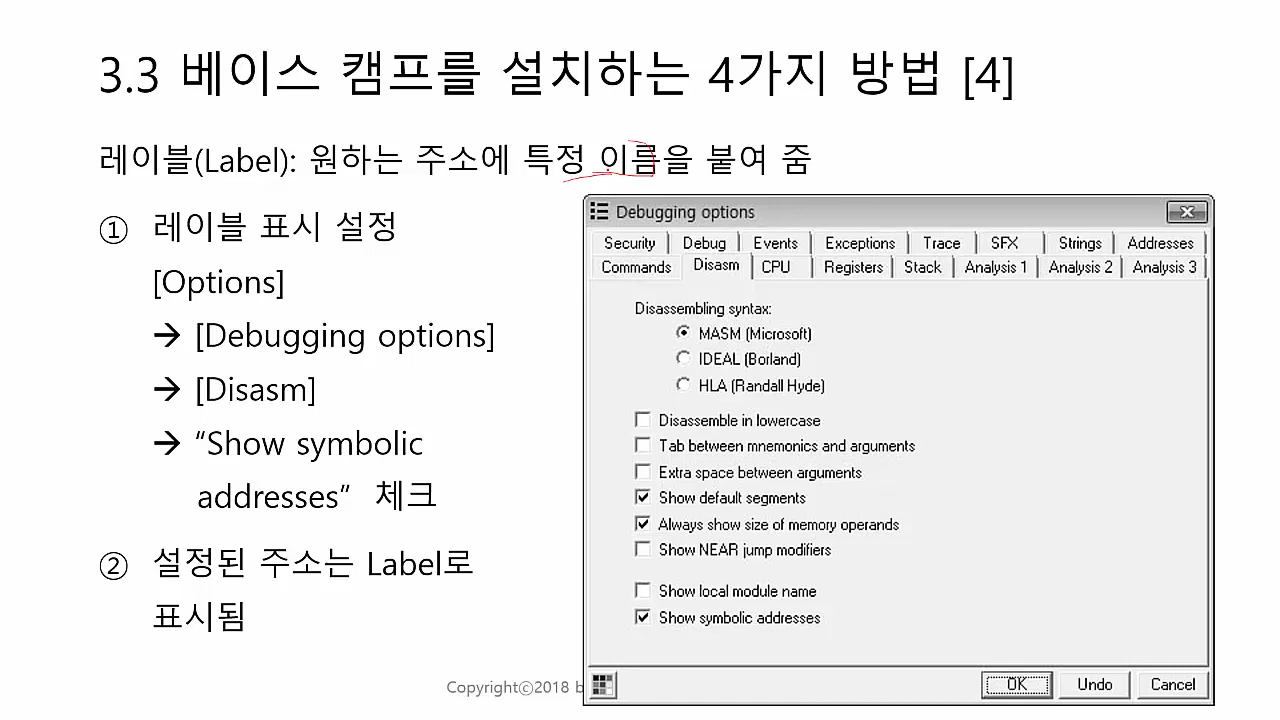 3.3 베이스 캠프를 설치하는 4가지 방법 [4]
레이블(Label): 원하는 주소에 특정 이름을 붙여 줌
① 레이블 표시 설정
[Options]
→ [Debugging options]
→ [Disasm]
→ “Show symbolic
addresses” 체크
② 설정된 주소는 Label로
표시됨
Debugging options
Security Debug Events Exceptions Trace SFX Strings Addresses
Commands Disasm CPU Registers Stack Analysis 1 Analysis 2 Analysis 3
Disassembling syntax:
MASM (Microsoft)
IDEAL (Borland)
HLA (Randall Hyde)
Disassemble in lowercase
Tab between mnemonics and arguments
Extra space between arguments
Show default segments
Always show size of memory operands
Show NEAR jump modifiers
Show local module name
Show symbolic addresses
OK Undo Cancel
Copyrightⓒ2018